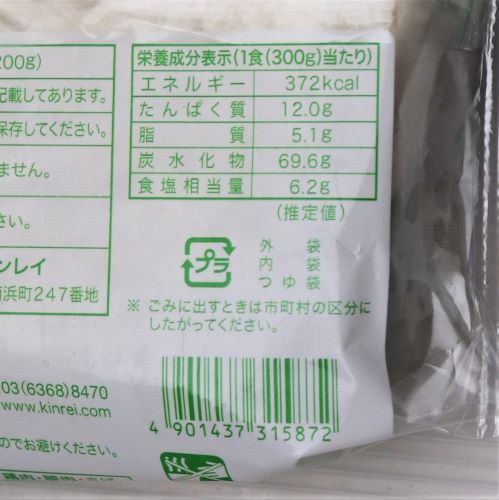 200g)
記載してあります。
保存してください。
ません。
さい。
ンレイ
浜町247番地
03(6368)8470
www.kinrei.com
のでお避けください。
栄養成分表示(1食(300g)当たり)
エネルギー 372kcal
たんぱく質 12.0g
脂質 5.1g
炭水化物 69.6g
食塩相当量 6.2g
(推定値)
プラ
外袋
内袋
つゆ袋
※ ごみに出すときは市町村の区分に
したがってください。
4 901437 315872